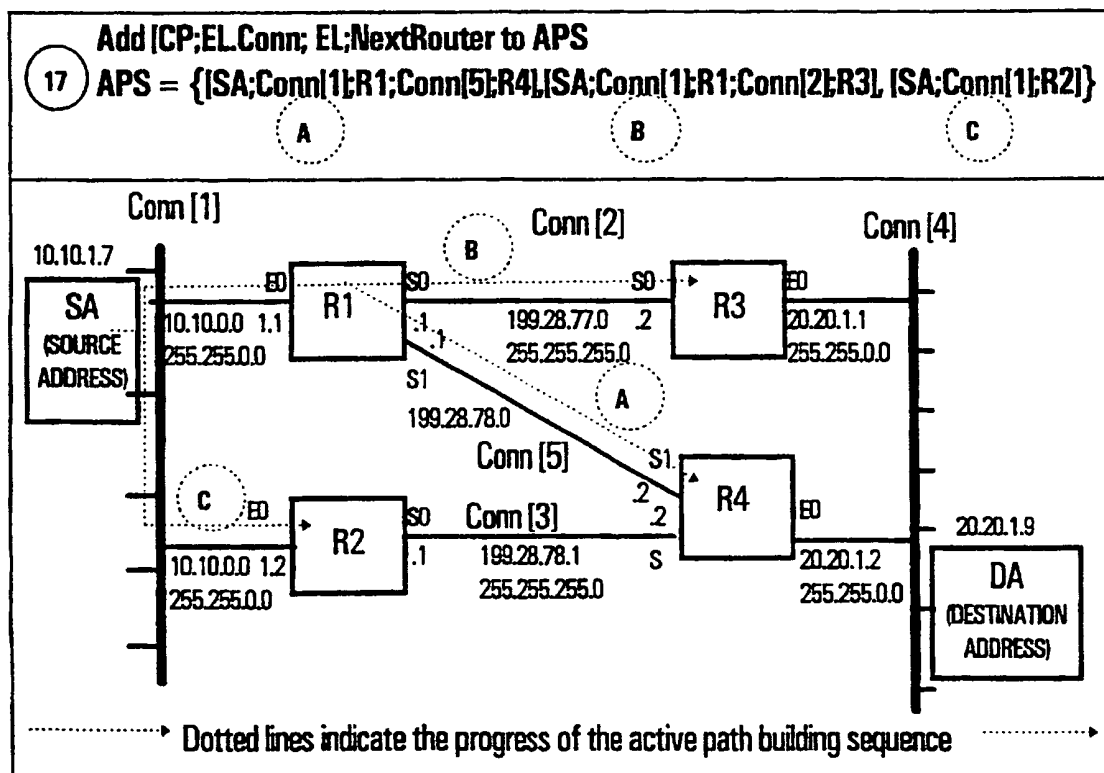 17
Add [CP;EL.Conn; EL;NextRouter to APS
APS = {[SA;Conn[1];R1;Conn[5];R4],[SA;Conn[1];R1;Conn[2];R3], [SA;Conn[1];R2]}
A
B
C
Conn [1]
Conn [2]
Conn [4]
10.10.1.7
B
SA
(SOURCE
ADDRESS)
E0
R1
S0
S0
R3
E0
10.10.0.0 1.1
255.255.0.0
.1
.1
199.28.77.0 .2
255.255.255.0
20.20.1.1
255.255.0.0
S1
199.28.78.0
A
Conn [5]
S1
.2
R4
E0
C
E0
R2
S0
Conn [3]
.2
10.10.0.0 1.2
255.255.0.0
.1
199.28.78.1
255.255.255.0
S
20.20.1.2
255.255.0.0
20.20.1.9
DA
(DESTINATION
ADDRESS)
Dotted lines indicate the progress of the active path building sequence